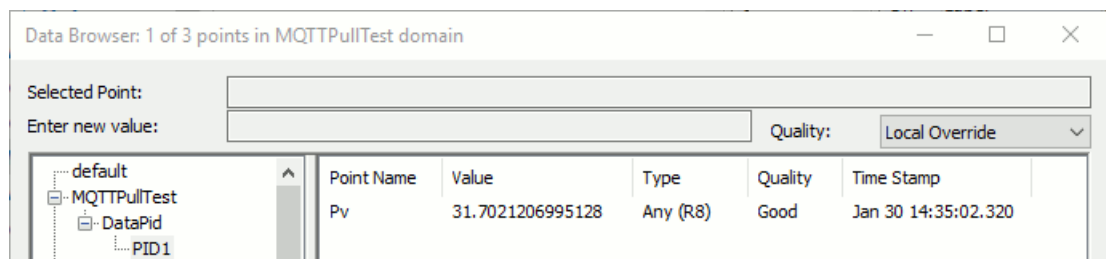 Data Browser: 1 of 3 points in MQTTPullTest domain
Selected Point:
Enter new value:
Quality: Local Override
default
MQTTPullTest
DataPid
PID1
Point Name Value Type Quality Time Stamp
Pv 31.7021206995128 Any (R8) Good Jan 30 14:35:02.320